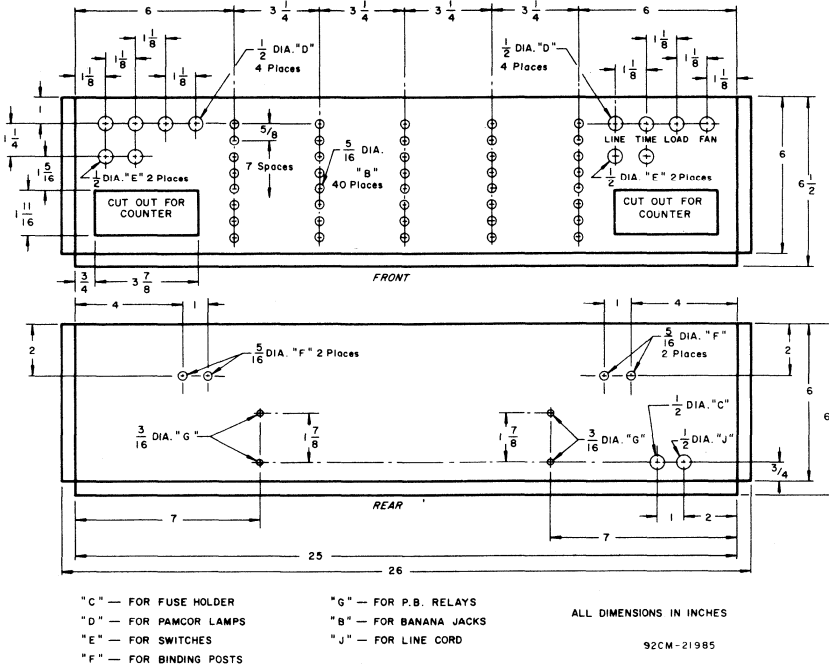 6 3 1/4 3 1/4 3 1/4 3 1/4 6
1 1/8 1 1/8
1 1/8 1 1/8 1 1/8 1 1/8 1 1/8 1 1/8
1/2 DIA. "D"
4 Places
1/2 DIA. "D"
4 Places
1
1 1/4
1 5/16
1 11/16
5/8
7 Spaces
5/16 DIA.
"B"
40 Places
LINE TIME LOAD FAN
1/2 DIA. "E" 2 Places
1/2 DIA. "E" 2 Places
CUT OUT FOR
COUNTER
CUT OUT FOR
COUNTER
6
6 1/2
3/4 3 7/8
FRONT
4 1
1 4
2
2
5/16 DIA. "F" 2 Places
5/16 DIA. "F"
2 Places
3/16 DIA. "G"
1 7/8
1 7/8
3/16 DIA. "G"
1/2 DIA. "C"
1/2 DIA. "J"
6
6
3/4
REAR
7
1 2
7
25
26
"C" — FOR FUSE HOLDER
"D" — FOR PAMCOR LAMPS
"E" — FOR SWITCHES
"F" — FOR BINDING POSTS
"G" — FOR P.B. RELAYS
"B" — FOR BANANA JACKS
"J" — FOR LINE CORD
ALL DIMENSIONS IN INCHES
92CM-21985